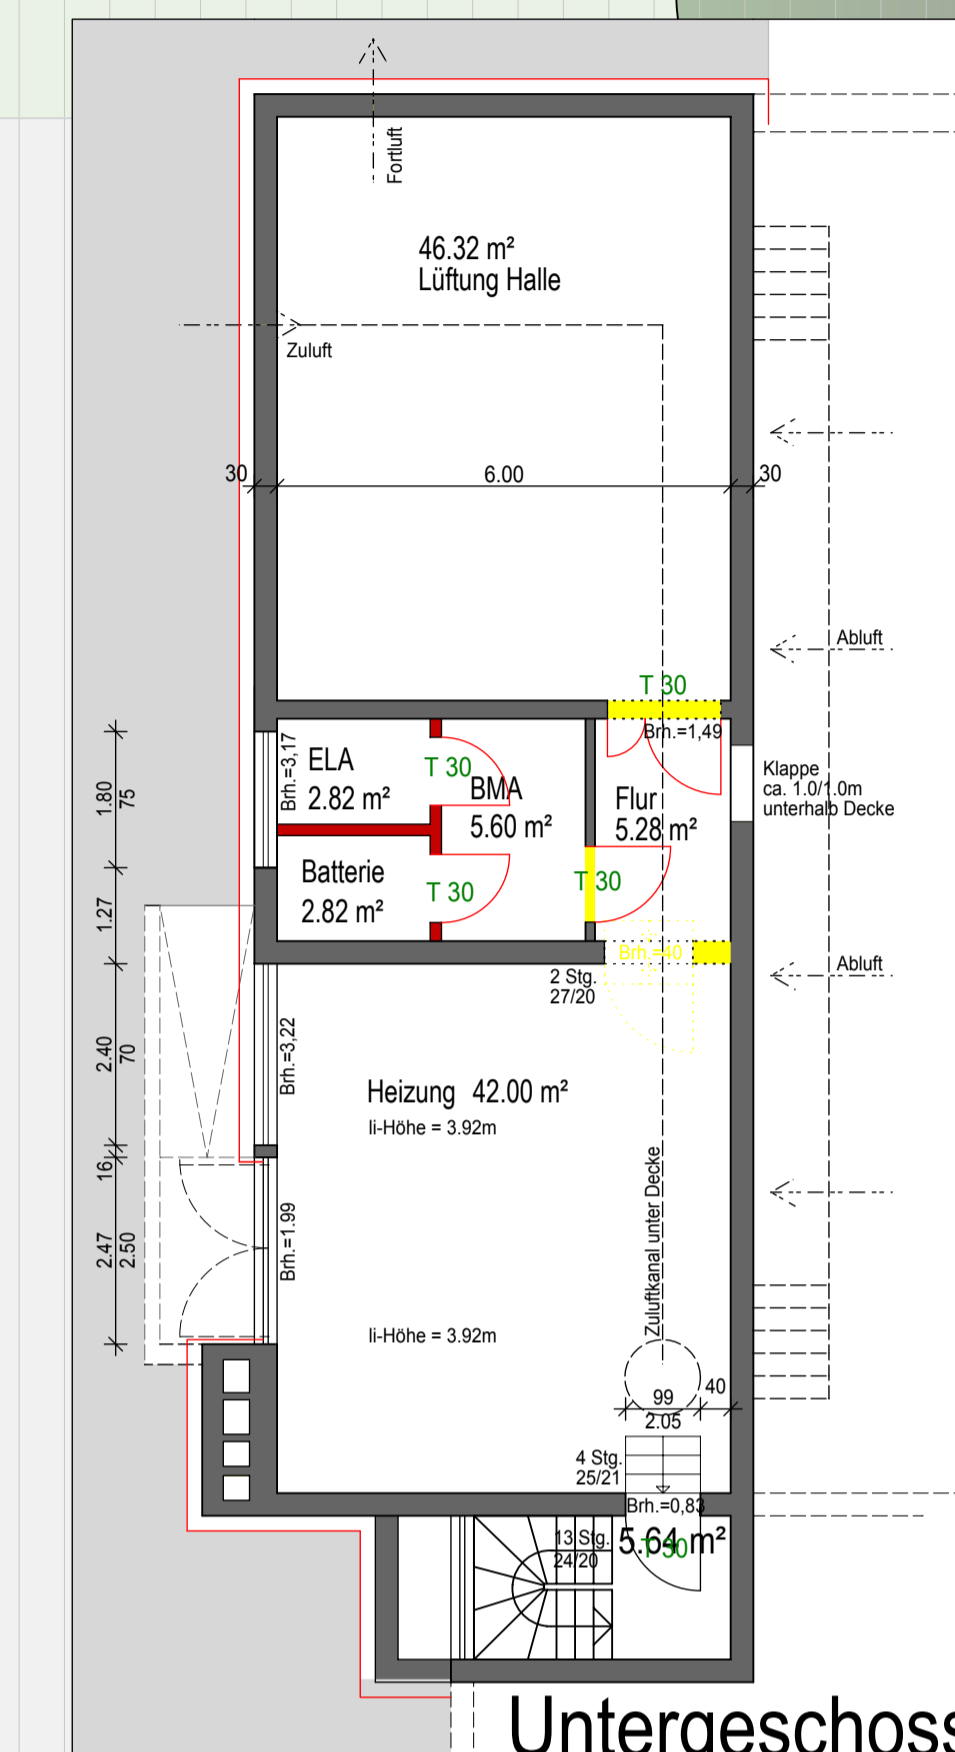 Fortluft
46.32 m²
Lüftung Halle
Zuluft
30
6.00
30
Abluft
T 30
Brh.=1,49
Klappe
ca. 1.0/1.0m
unterhalb Decke
1.80
75
Brh.=3,17
ELA
2.82 m²
T 30
BMA
5.60 m²
Flur
5.28 m²
Batterie
2.82 m²
T 30
T 30
1.27
Brh.=40
2 Stg.
27/20
Abluft
2.40
70
Brh.=3,22
Heizung 42.00 m²
li-Höhe = 3.92m
16
2.47
2.50
Brh.=1.99
Zuluftkanal unter Decke
li-Höhe = 3.92m
99
2.05
40
4 Stg.
25/21
Brh.=0,83
13 Stg.
24/20
5.64 m²
T 30
Untergeschoss